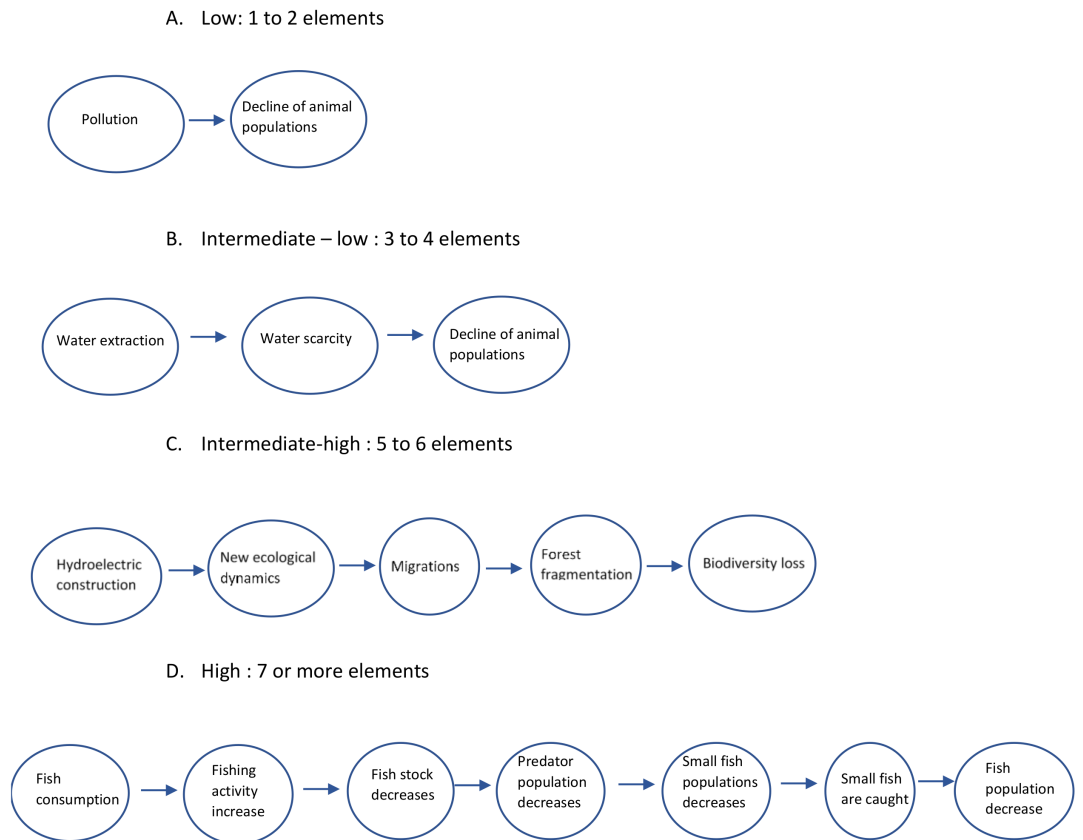 A. Low: 1 to 2 elements
Pollution
Decline of animal
populations
B. Intermediate – low : 3 to 4 elements
Water extraction
Water scarcity
Decline of animal
populations
C. Intermediate-high : 5 to 6 elements
Hydroelectric
construction
New ecological
dynamics
Migrations
Forest
fragmentation
Biodiversity loss
D. High : 7 or more elements
Fish
consumption
Fishing
activity
increase
Fish stock
decreases
Predator
population
decreases
Small fish
populations
decreases
Small fish
are caught
Fish
population
decrease